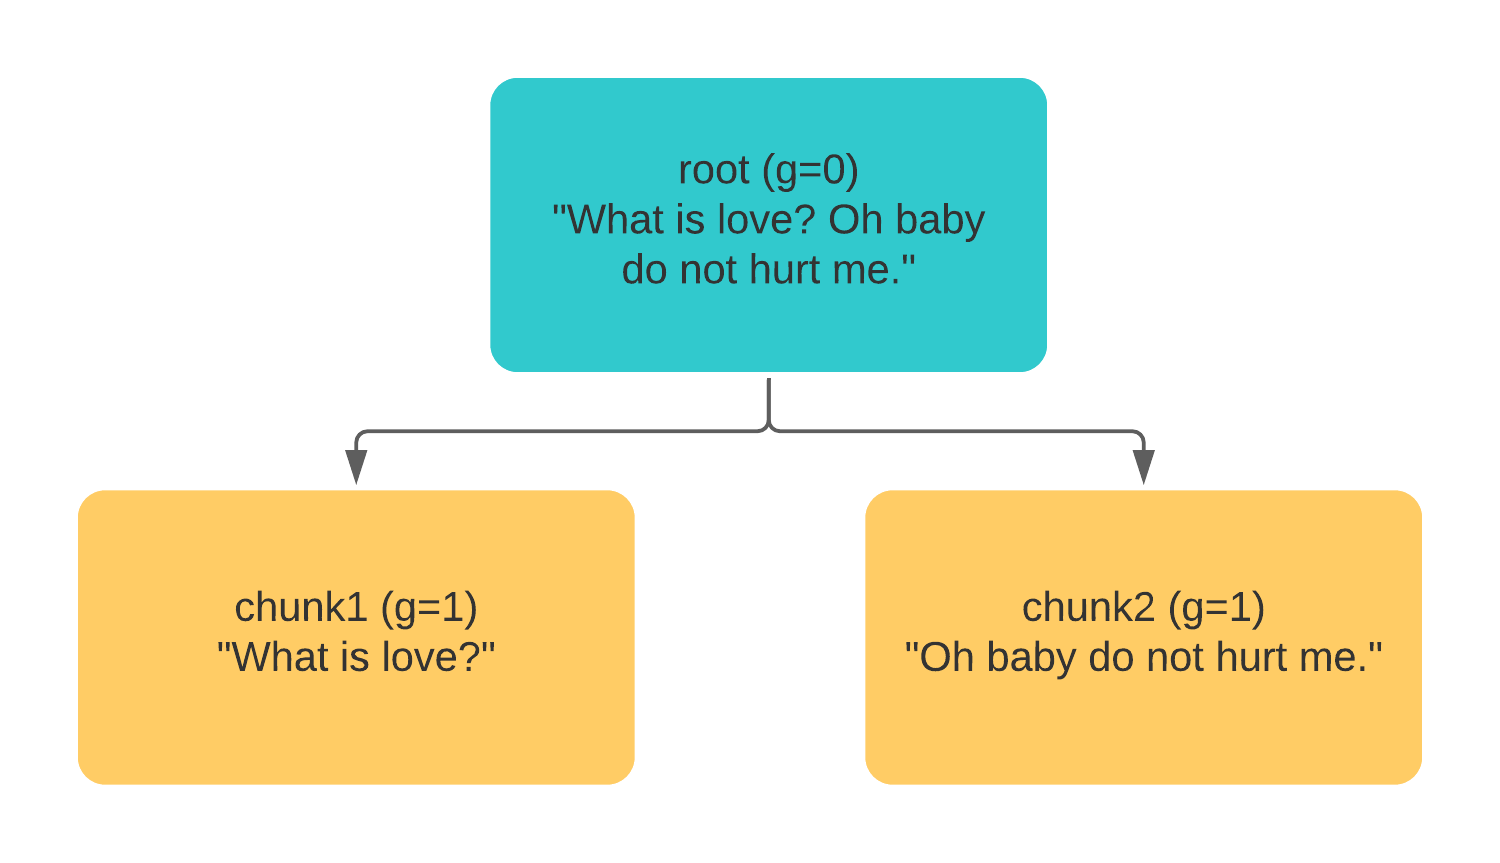 root (g=0)
"What is love? Oh baby
do not hurt me."
chunk1 (g=1)
"What is love?"
chunk2 (g=1)
"Oh baby do not hurt me."